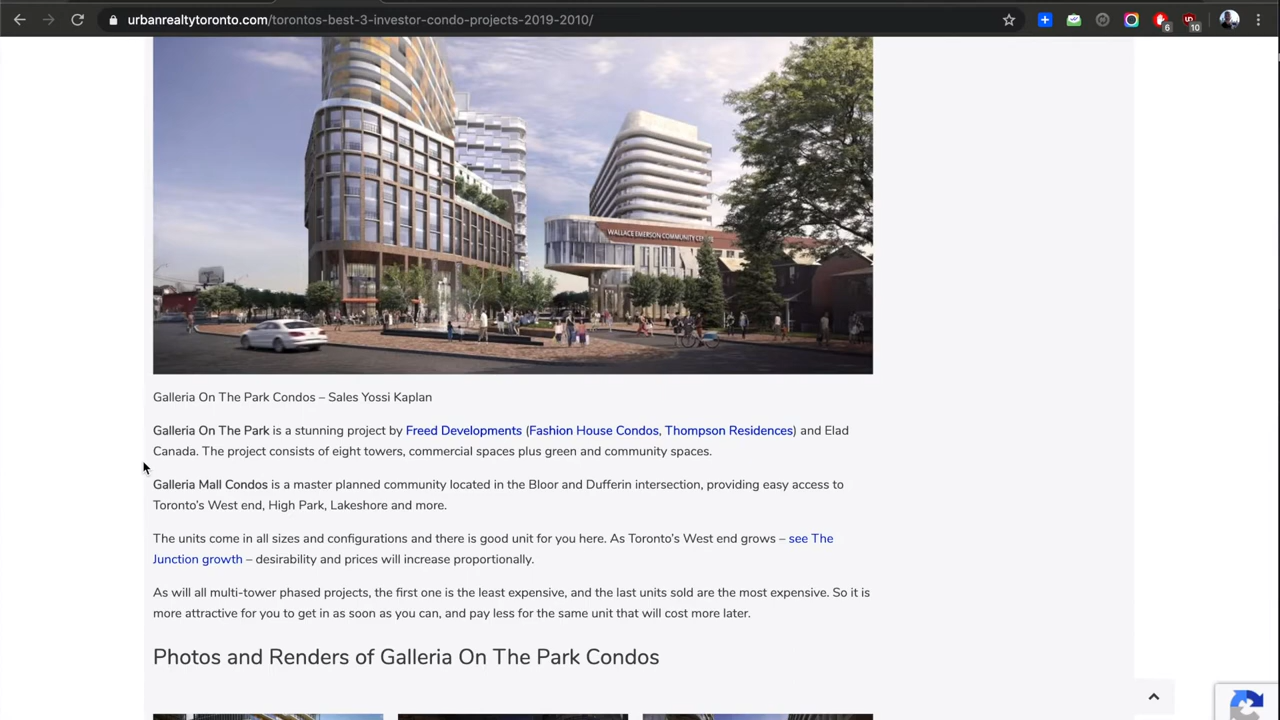 urbanrealtytoronto.com/torontos-best-3-investor-condo-projects-2019-2010/
6
10
WALLACE EMERSON COMMUNITY CENTRE
Galleria On The Park Condos – Sales Yossi Kaplan
Galleria On The Park is a stunning project by Freed Developments (Fashion House Condos, Thompson Residences) and Elad
Canada. The project consists of eight towers, commercial spaces plus green and community spaces.
Galleria Mall Condos is a master planned community located in the Bloor and Dufferin intersection, providing easy access to
Toronto’s West end, High Park, Lakeshore and more.
The units come in all sizes and configurations and there is good unit for you here. As Toronto’s West end grows – see The
Junction growth – desirability and prices will increase proportionally.
As will all multi-tower phased projects, the first one is the least expensive, and the last units sold are the most expensive. So it is
more attractive for you to get in as soon as you can, and pay less for the same unit that will cost more later.
Photos and Renders of Galleria On The Park Condos